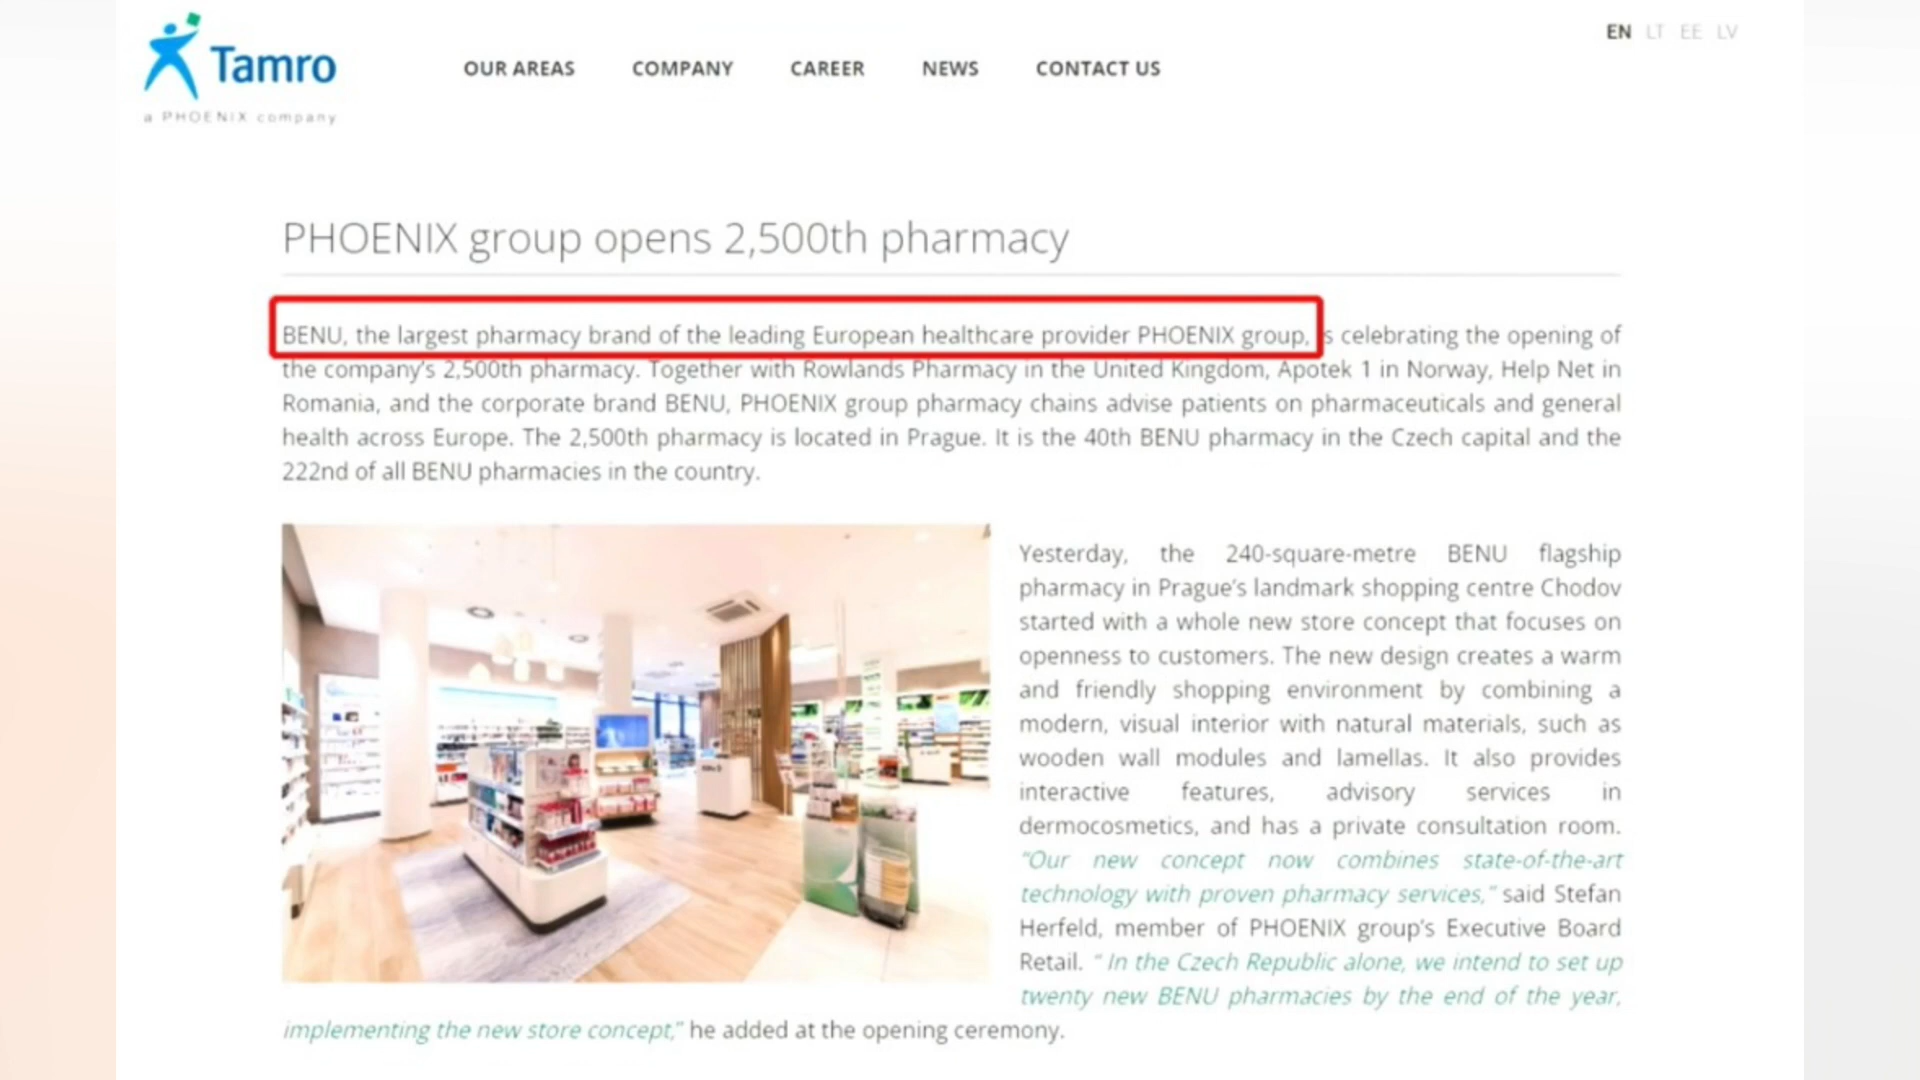 EN LT EE LV
Tamro
a PHOENIX company
OUR AREAS COMPANY CAREER NEWS CONTACT US
PHOENIX group opens 2,500th pharmacy
BENU, the largest pharmacy brand of the leading European healthcare provider PHOENIX group, is celebrating the opening of
the company's 2,500th pharmacy. Together with Rowlands Pharmacy in the United Kingdom, Apotek 1 in Norway, Help Net in
Romania, and the corporate brand BENU, PHOENIX group pharmacy chains advise patients on pharmaceuticals and general
health across Europe. The 2,500th pharmacy is located in Prague. It is the 40th BENU pharmacy in the Czech capital and the
222nd of all BENU pharmacies in the country.
Yesterday, the 240-square-metre BENU flagship
pharmacy in Prague's landmark shopping centre Chodov
started with a whole new store concept that focuses on
openness to customers. The new design creates a warm
and friendly shopping environment by combining a
modern, visual interior with natural materials, such as
wooden wall modules and lamellas. It also provides
interactive features, advisory services in
dermocosmetics, and has a private consultation room.
"Our new concept now combines state-of-the-art
technology with proven pharmacy services," said Stefan
Herfeld, member of PHOENIX group's Executive Board
Retail. " In the Czech Republic alone, we intend to set up
twenty new BENU pharmacies by the end of the year,
implementing the new store concept," he added at the opening ceremony.